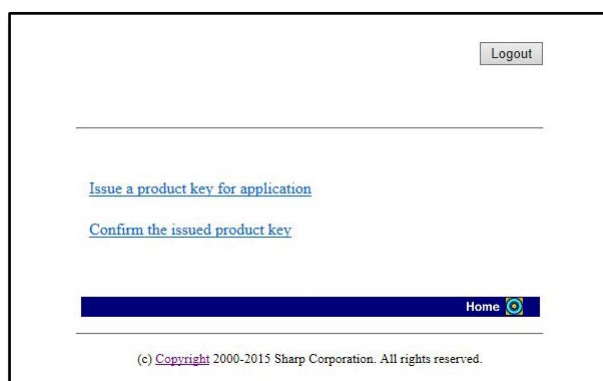 Logout
Issue a product key for application
Confirm the issued product key
Home
(c) Copyright 2000-2015 Sharp Corporation. All rights reserved.